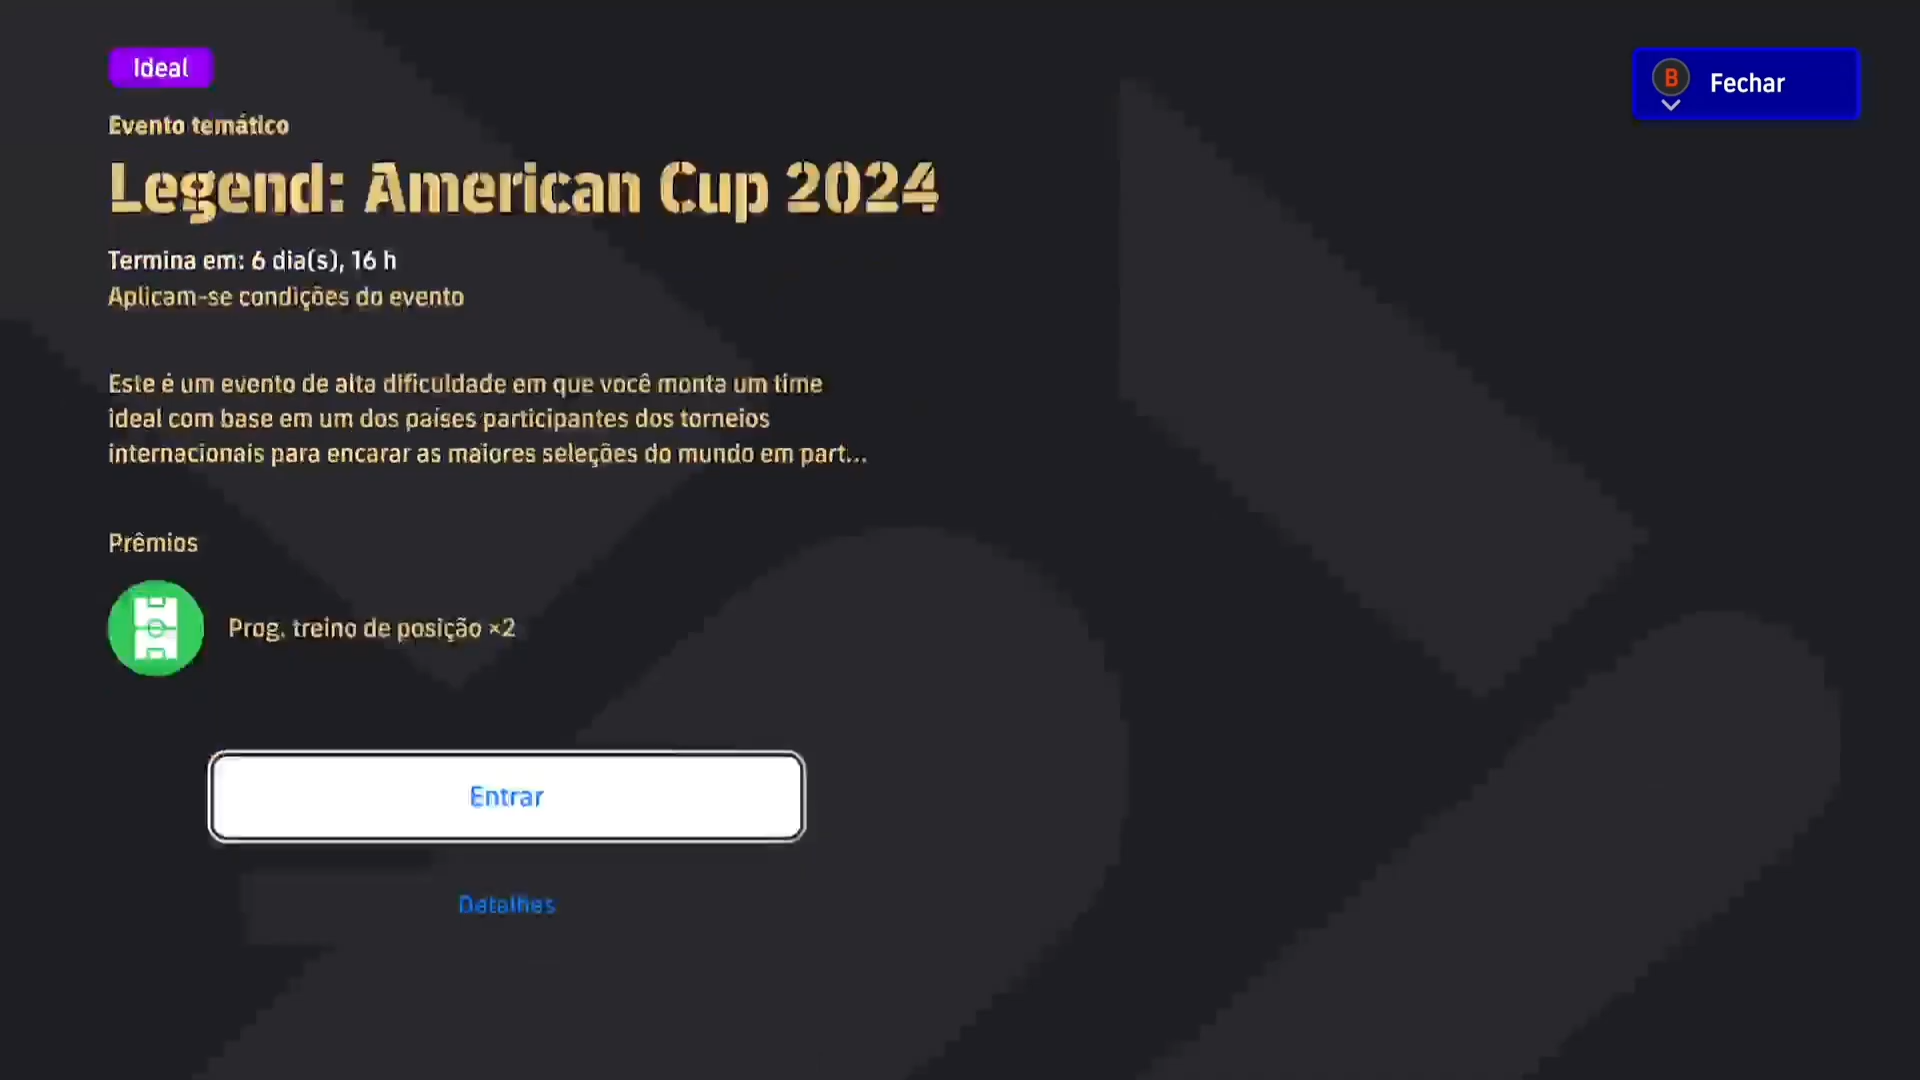 Ideal
B Fechar
Evento temático
Legend: American Cup 2024
Termina em: 6 dia(s), 16 h
Aplicam-se condições do evento
Este é um evento de alta dificuldade em que você monta um time
ideal com base em um dos países participantes dos torneios
internacionais para encarar as maiores seleções do mundo em part...
Prêmios
Prog. treino de posição ×2
Entrar
Detalhes